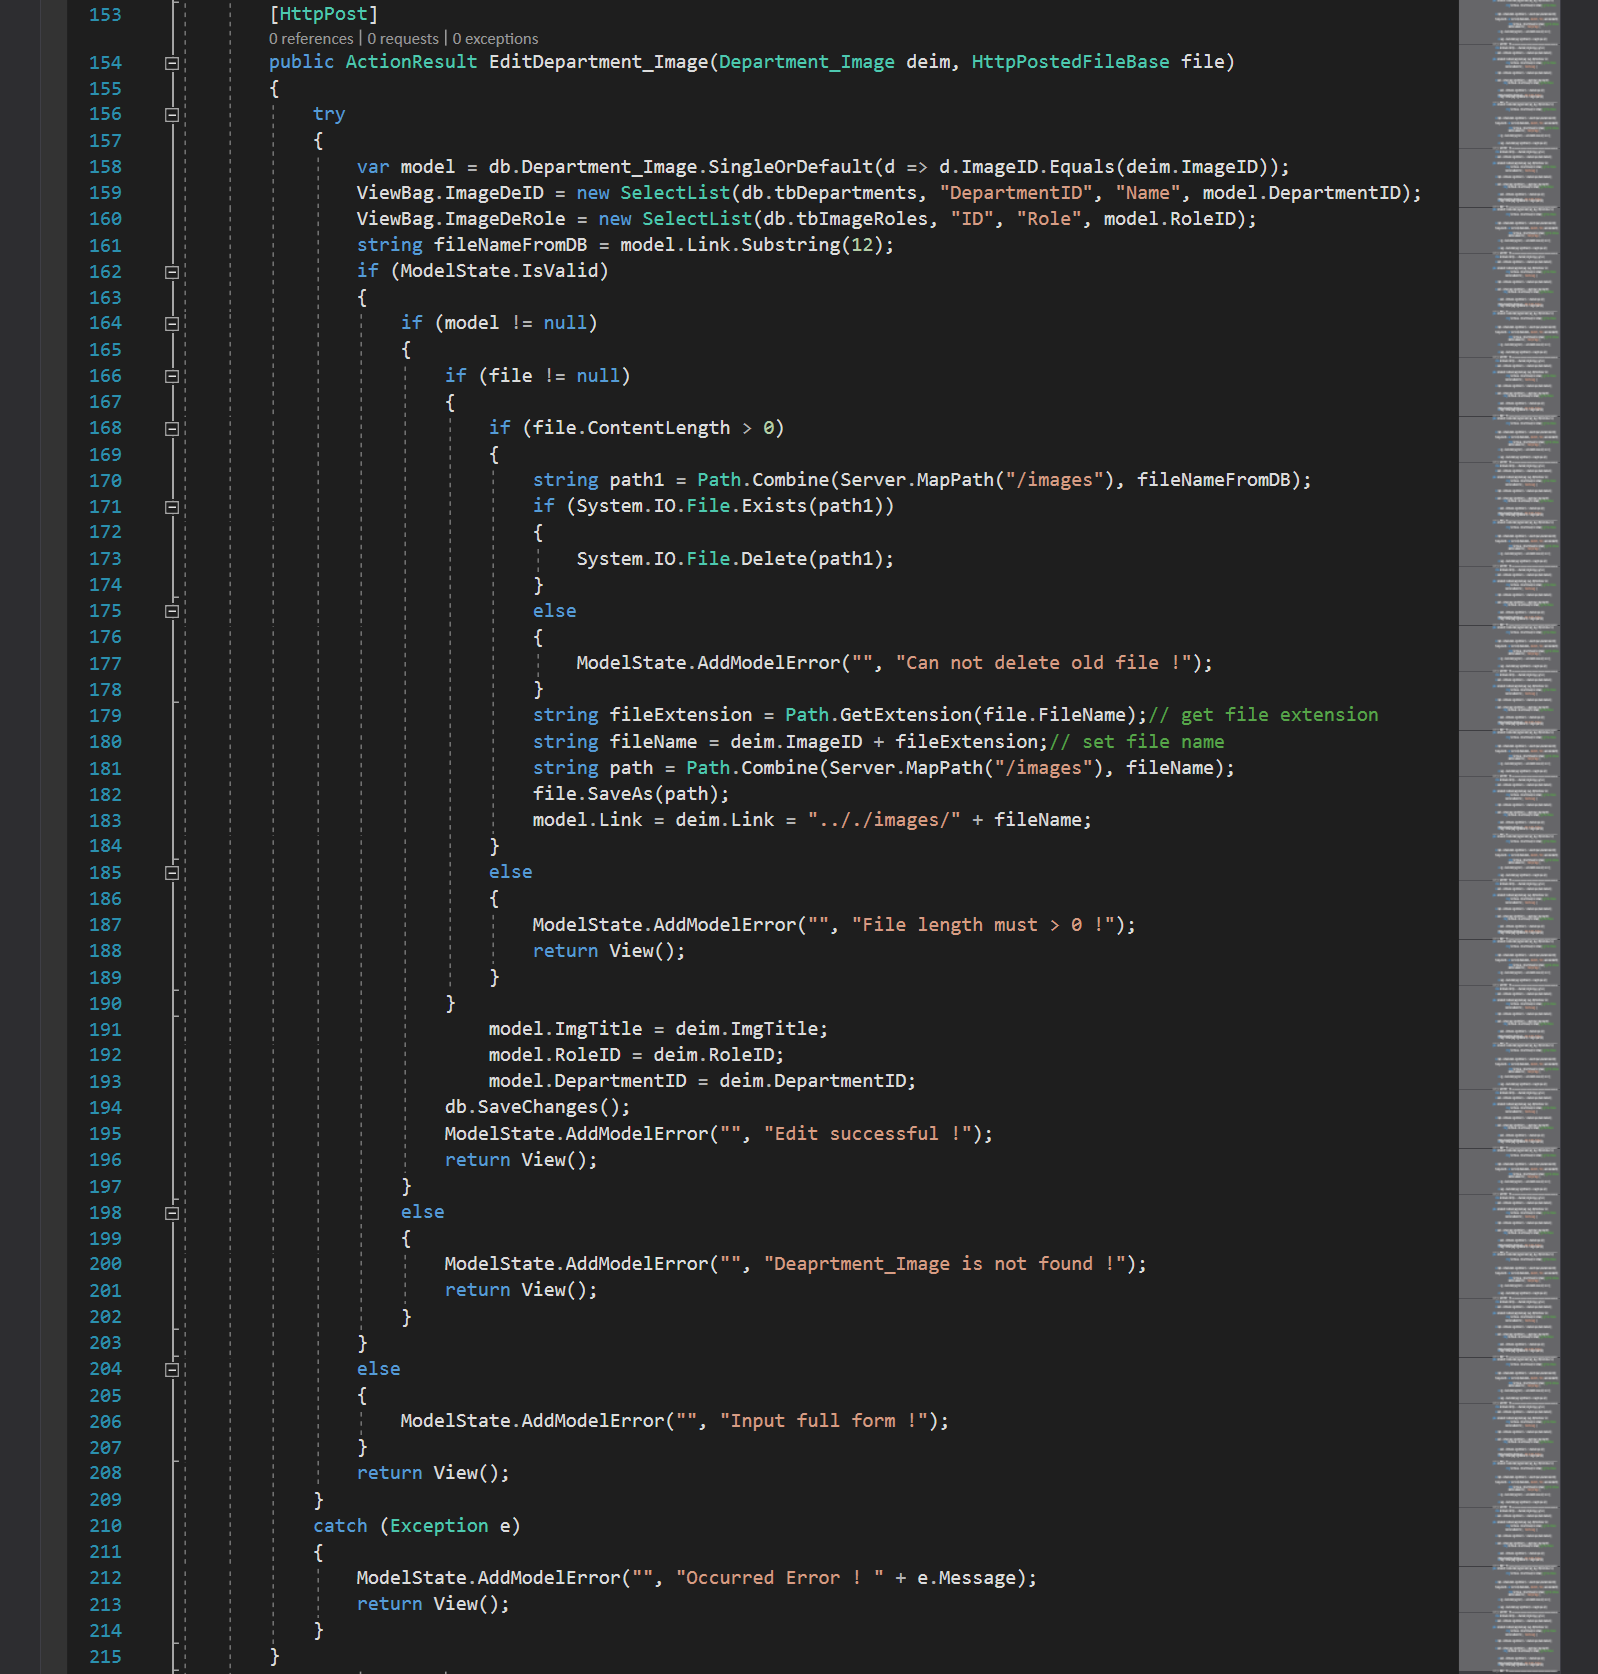 153 [HttpPost]
0 references | 0 requests | 0 exceptions
154 public ActionResult EditDepartment_Image(Department_Image deim, HttpPostedFileBase file)
155 {
156 try
157 {
158 var model = db.Department_Image.SingleOrDefault(d => d.ImageID.Equals(deim.ImageID));
159 ViewBag.ImageDeID = new SelectList(db.tbDepartments, "DepartmentID", "Name", model.DepartmentID);
160 ViewBag.ImageDeRole = new SelectList(db.tbImageRoles, "ID", "Role", model.RoleID);
161 string fileNameFromDB = model.Link.Substring(12);
162 if (ModelState.IsValid)
163 {
164 if (model != null)
165 {
166 if (file != null)
167 {
168 if (file.ContentLength > 0)
169 {
170 string path1 = Path.Combine(Server.MapPath("/images"), fileNameFromDB);
171 if (System.IO.File.Exists(path1))
172 {
173 System.IO.File.Delete(path1);
174 }
175 else
176 {
177 ModelState.AddModelError("", "Can not delete old file !");
178 }
179 string fileExtension = Path.GetExtension(file.FileName);// get file extension
180 string fileName = deim.ImageID + fileExtension;// set file name
181 string path = Path.Combine(Server.MapPath("/images"), fileName);
182 file.SaveAs(path);
183 model.Link = deim.Link = ".././images/" + fileName;
184 }
185 else
186 {
187 ModelState.AddModelError("", "File length must > 0 !");
188 return View();
189 }
190 }
191 model.ImgTitle = deim.ImgTitle;
192 model.RoleID = deim.RoleID;
193 model.DepartmentID = deim.DepartmentID;
194 db.SaveChanges();
195 ModelState.AddModelError("", "Edit successful !");
196 return View();
197 }
198 else
199 {
200 ModelState.AddModelError("", "Deaprtment_Image is not found !");
201 return View();
202 }
203 }
204 else
205 {
206 ModelState.AddModelError("", "Input full form !");
207 }
208 return View();
209 }
210 catch (Exception e)
211 {
212 ModelState.AddModelError("", "Occurred Error ! " + e.Message);
213 return View();
214 }
215 }